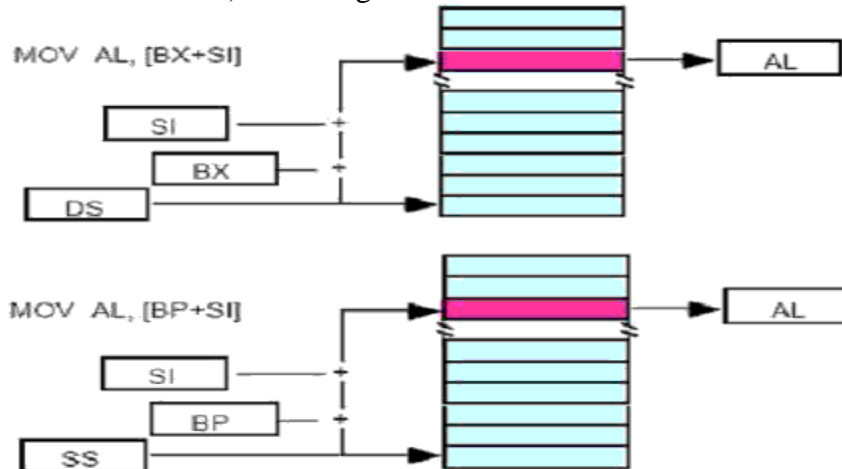 MOV AL, [BX+SI]
AL
SI
+
BX
+
DS
MOV AL, [BP+SI]
AL
SI
+
BP
+
SS